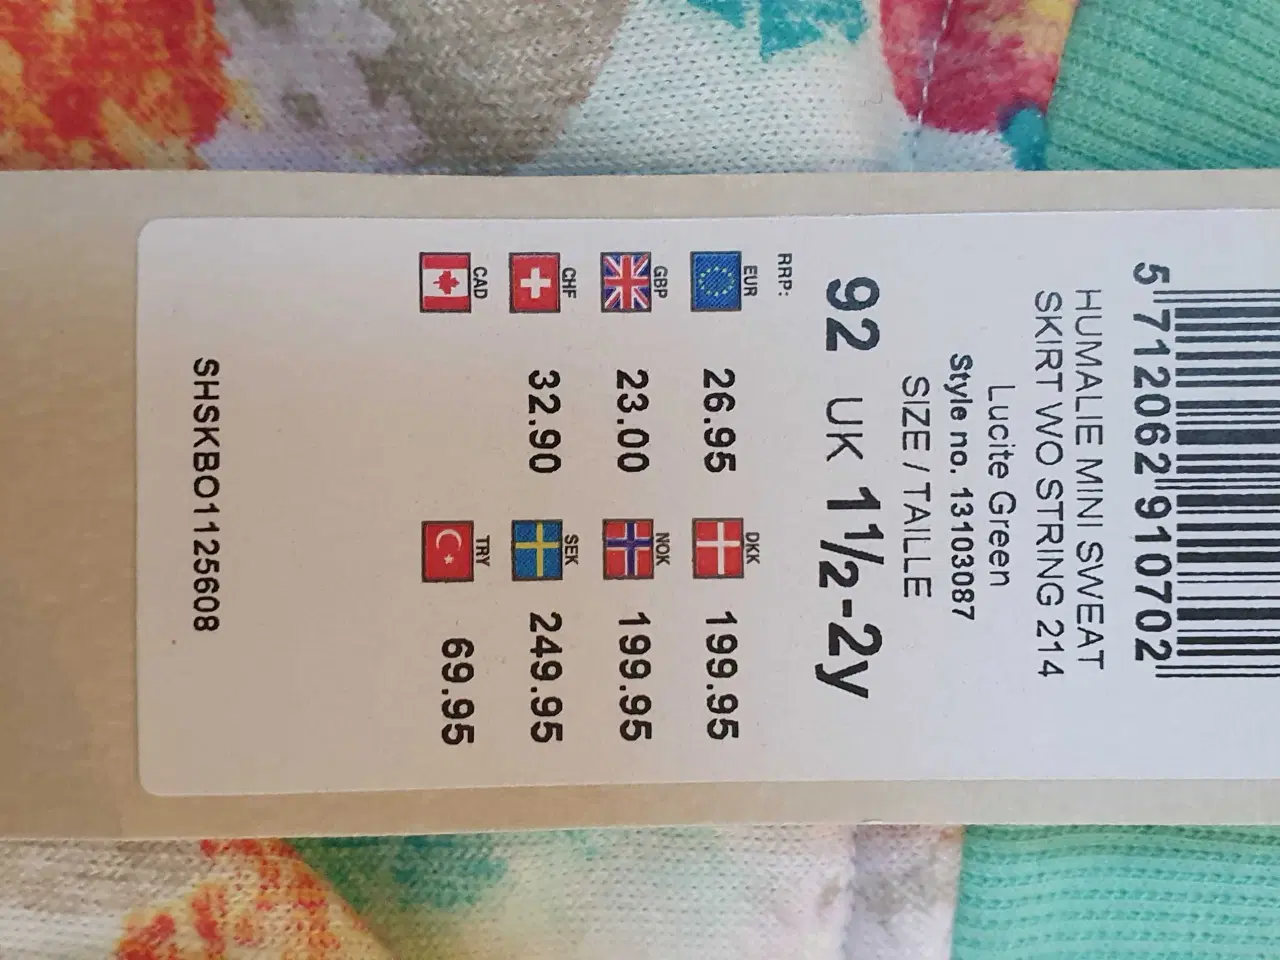 5 712062 910702
HUMALIE MINI SWEAT
SKIRT WO STRING 214
Lucite Green
Style no. 13103087
SIZE / TAILLE
92 UK 1½-2y
RRP:
EUR 26.95 DKK 199.95
GBP 23.00 NOK 199.95
CHF 32.90 SEK 249.95
CAD TRY 69.95
SHSKBO1125608